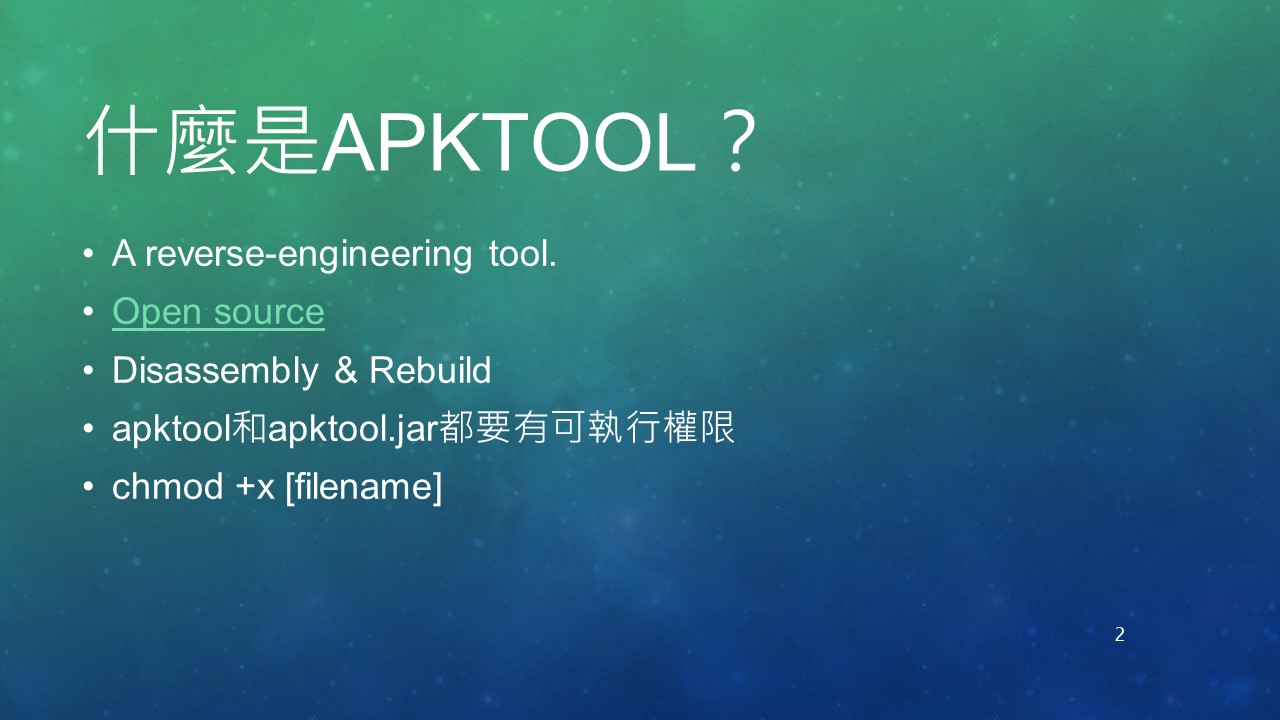 什麼是APKTOOL？
• A reverse-engineering tool.
• Open source
• Disassembly & Rebuild
• apktool和apktool.jar都要有可執行權限
• chmod +x [filename]
2